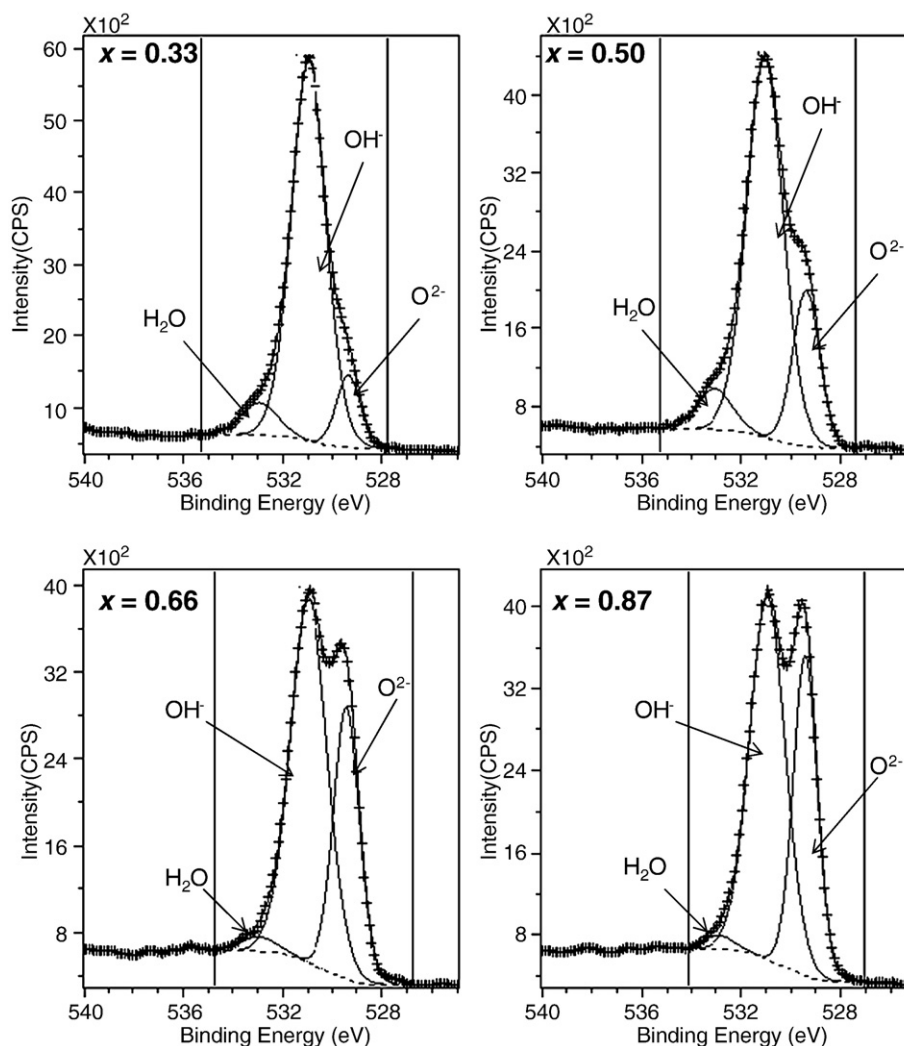 X10²
x = 0.33
60
50
40
30
20
10
Intensity(CPS)
OH⁻
H₂O
O²⁻
540 536 532 528
Binding Energy (eV)
X10²
x = 0.50
40
32
24
16
8
Intensity(CPS)
OH⁻
O²⁻
H₂O
540 536 532 528
Binding Energy (eV)
X10²
x = 0.66
40
32
24
16
8
Intensity(CPS)
O²⁻
OH⁻
H₂O
540 536 532 528
Binding Energy (eV)
X10²
x = 0.87
40
32
24
16
8
Intensity(CPS)
OH⁻
O²⁻
H₂O
540 536 532 528
Binding Energy (eV)